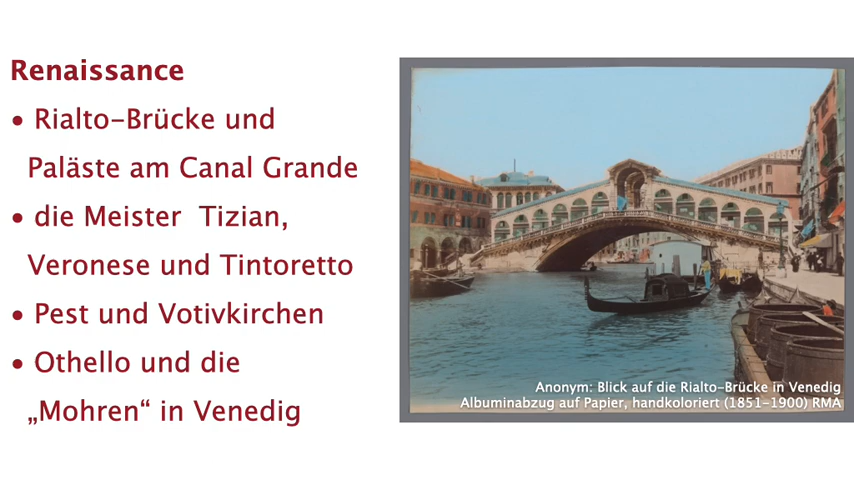 Renaissance
• Rialto-Brücke und
Paläste am Canal Grande
• die Meister Tizian,
Veronese und Tintoretto
• Pest und Votivkirchen
• Othello und die
„Mohren“ in Venedig
Anonym: Blick auf die Rialto-Brücke in Venedig
Albuminabzug auf Papier, handkoloriert (1851-1900) RMA